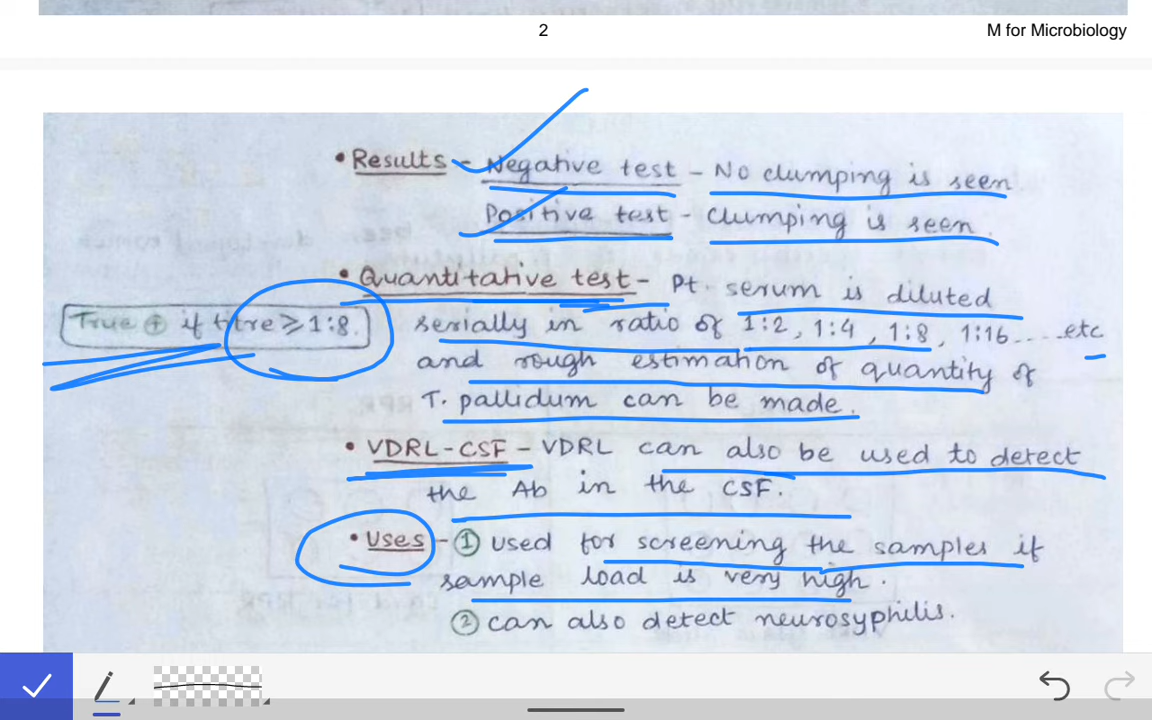 2
M for Microbiology
• Results - Negative test - No clumping is seen.
Positive test - Clumping is seen.
• Quantitative test - Pt. serum is diluted
True + if titre ≥ 1:8.
serially in ratio of 1:2, 1:4, 1:8, 1:16.....etc
and rough estimation of quantity of
T. pallidum can be made.
• VDRL-CSF - VDRL can also be used to detect
the Ab in the CSF.
• Uses - ① used for screening the samples if
sample load is very high.
② can also detect neurosyphilis.